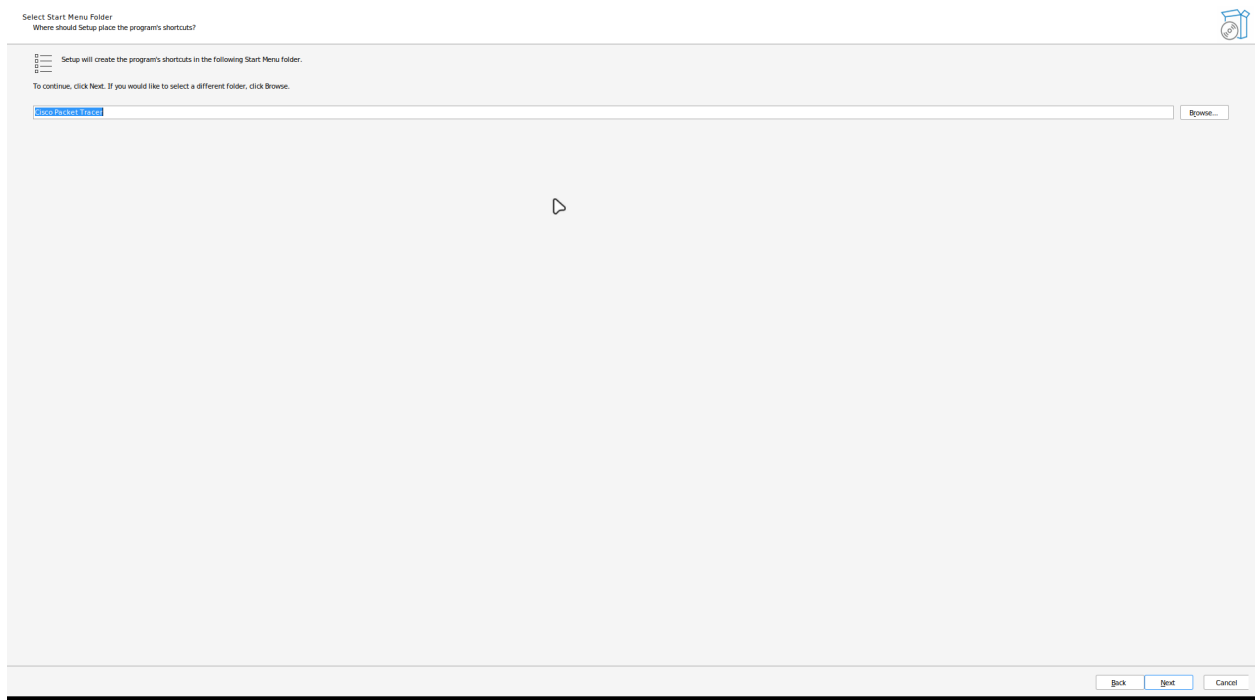 Select Start Menu Folder
Where should Setup place the program's shortcuts?
Setup will create the program's shortcuts in the following Start Menu folder.
To continue, click Next. If you would like to select a different folder, click Browse.
Cisco Packet Tracer
Browse...
Back
Next
Cancel